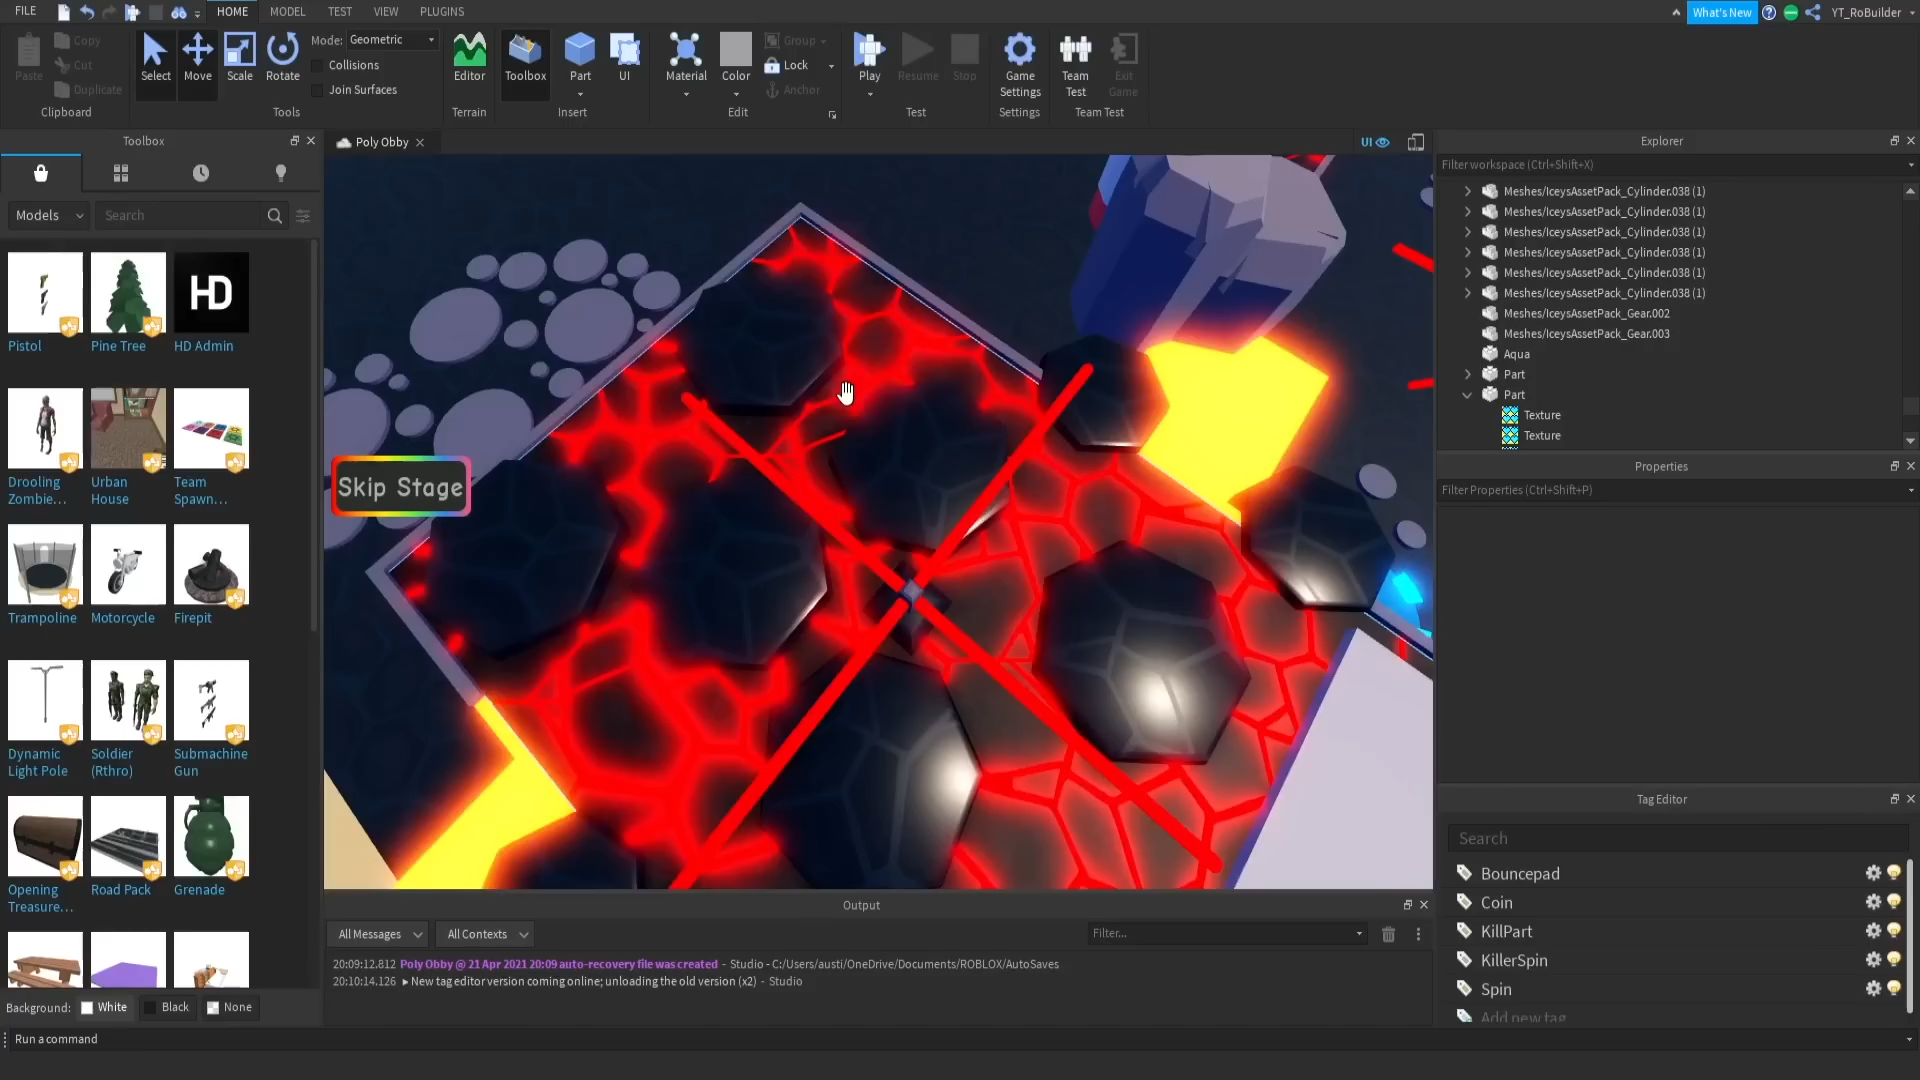 FILE
HOME
MODEL
TEST
VIEW
PLUGINS
What's New
YT_RoBuilder
Paste
Copy
Cut
Duplicate
Clipboard
Select
Move
Scale
Rotate
Mode: Geometric
Collisions
Join Surfaces
Tools
Editor
Terrain
Toolbox
Part
UI
Insert
Material
Color
Group
Lock
Anchor
Edit
Play
Resume
Stop
Test
Game
Settings
Settings
Team
Test
Exit
Game
Team Test
Toolbox
Models
Search
Pistol
Pine Tree
HD
HD Admin
Drooling
Zombie...
Urban
House
Team
Spawn...
Trampoline
Motorcycle
Firepit
Dynamic
Light Pole
Soldier
(Rthro)
Submachine
Gun
Opening
Treasure...
Road Pack
Grenade
Background:
White
Black
None
Run a command
Poly Obby
UI
Skip Stage
Output
All Messages
All Contexts
Filter...
20:09:12.812 Poly Obby @ 21 Apr 2021 20:09 auto-recovery file was created - Studio - C:/Users/austi/OneDrive/Documents/ROBLOX/AutoSaves
20:10:14.126 New tag editor version coming online; unloading the old version (x2) - Studio
Explorer
Filter workspace (Ctrl+Shift+X)
Meshes/IceysAssetPack_Cylinder.038 (1)
Meshes/IceysAssetPack_Cylinder.038 (1)
Meshes/IceysAssetPack_Cylinder.038 (1)
Meshes/IceysAssetPack_Cylinder.038 (1)
Meshes/IceysAssetPack_Cylinder.038 (1)
Meshes/IceysAssetPack_Cylinder.038 (1)
Meshes/IceysAssetPack_Gear.002
Meshes/IceysAssetPack_Gear.003
Aqua
Part
Part
Texture
Texture
Properties
Filter Properties (Ctrl+Shift+P)
Tag Editor
Search
Bouncepad
Coin
KillPart
KillerSpin
Spin
Add new tag